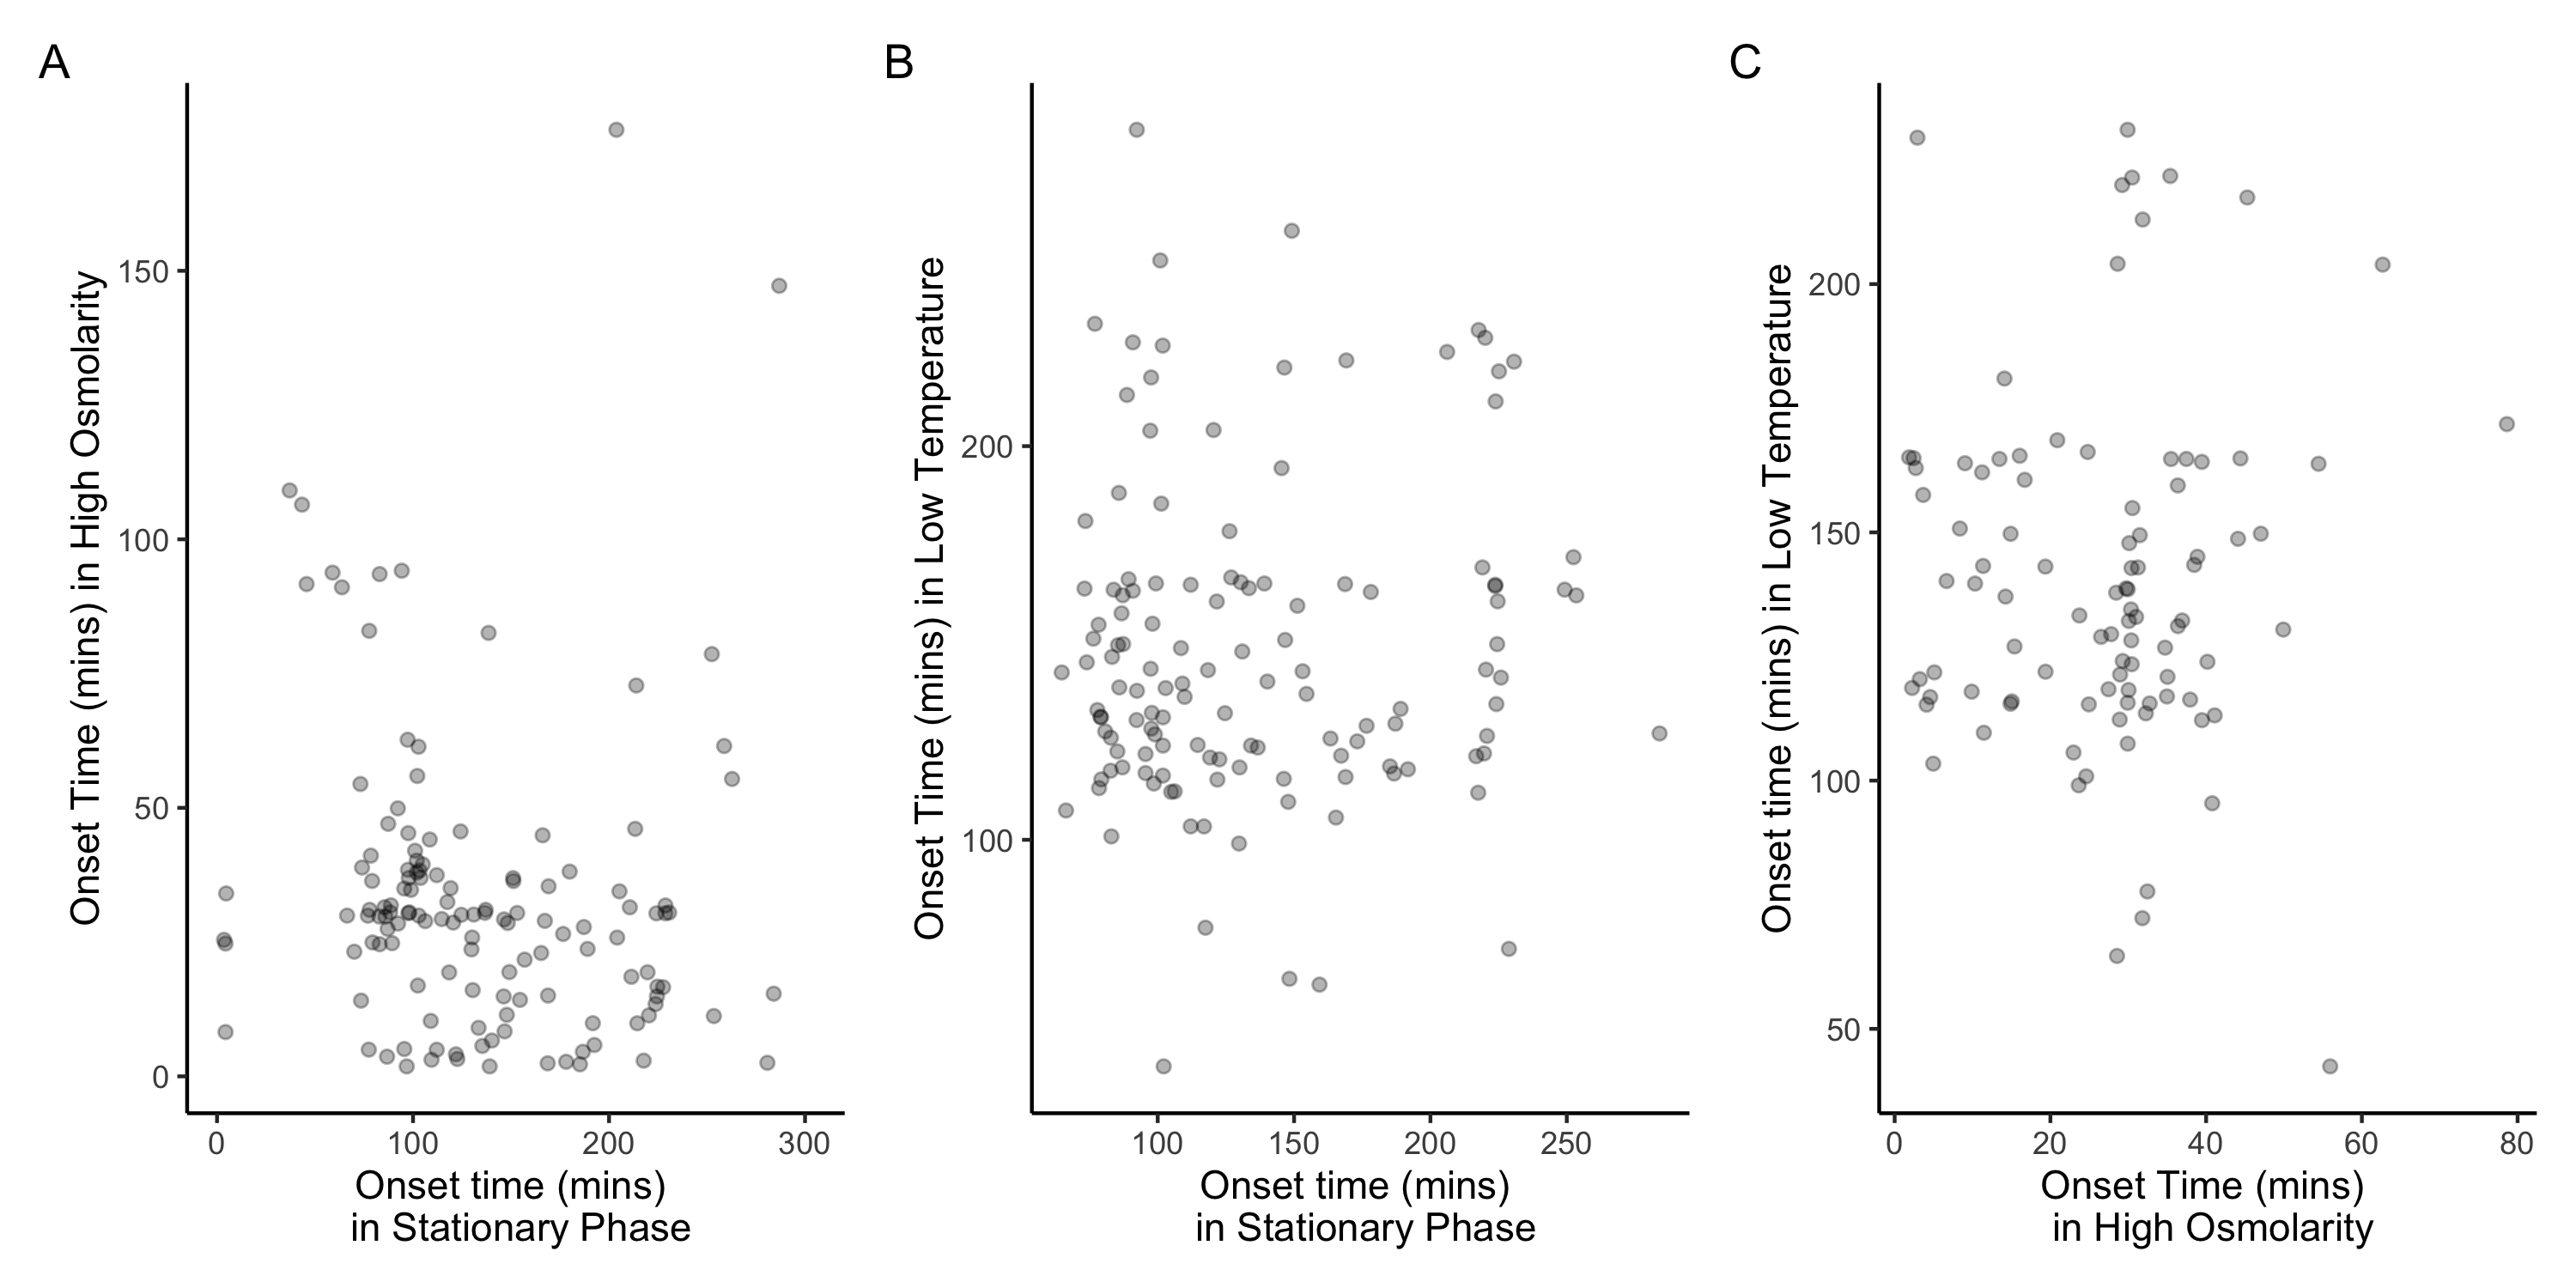 A
Onset Time (mins) in High Osmolarity
150
100
50
0
0 100 200 300
Onset time (mins)
in Stationary Phase
B
Onset Time (mins) in Low Temperature
200
100
100 150 200 250
Onset time (mins)
in Stationary Phase
C
Onset time (mins) in Low Temperature
200
150
100
50
0 20 40 60 80
Onset Time (mins)
in High Osmolarity